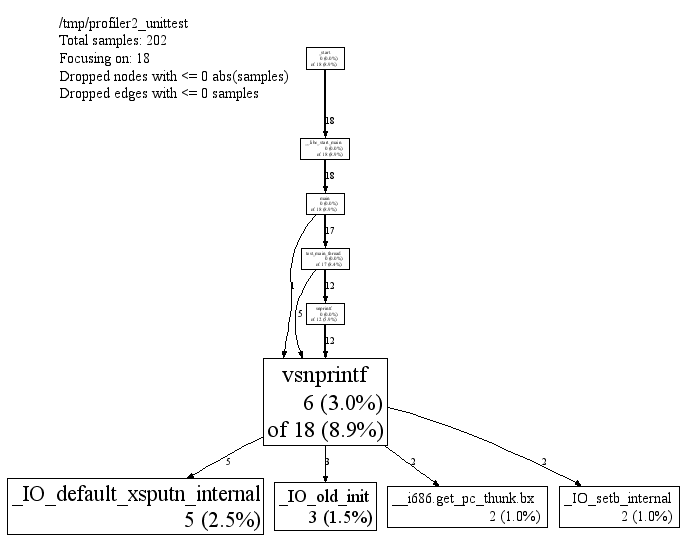 /tmp/profiler2_unittest
Total samples: 202
Focusing on: 18
Dropped nodes with <= 0 abs(samples)
Dropped edges with <= 0 samples
_start
0 (0.0%)
of 18 (8.9%)
18
__libc_start_main
0 (0.0%)
of 18 (8.9%)
18
main
0 (0.0%)
of 18 (8.9%)
17
1
test_main_thread
0 (0.0%)
of 17 (8.4%)
12
5
snprintf
0 (0.0%)
of 12 (5.9%)
12
vsnprintf
6 (3.0%)
of 18 (8.9%)
5
3
2
2
_IO_default_xsputn_internal
5 (2.5%)
_IO_old_init
3 (1.5%)
__i686.get_pc_thunk.bx
2 (1.0%)
_IO_setb_internal
2 (1.0%)